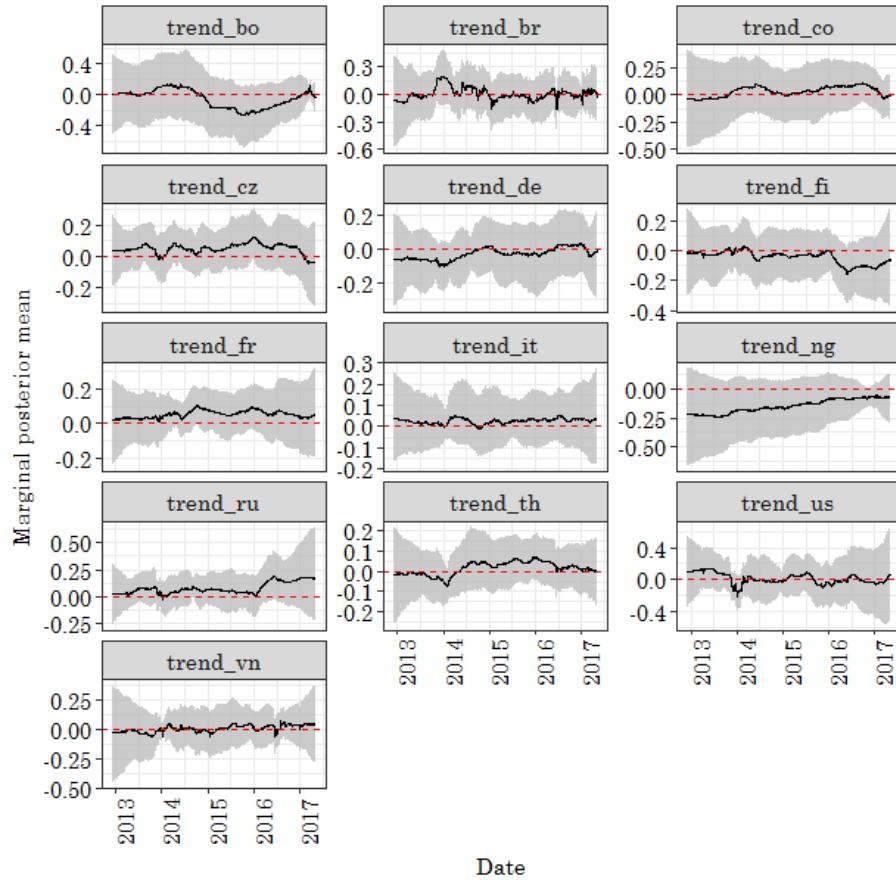 trend_bo
trend_br
trend_co
0.4
0.0
-0.4
0.3
0.0
-0.3
-0.6
0.25
0.00
-0.25
-0.50
trend_cz
trend_de
trend_fi
0.2
0.0
-0.2
0.2
0.0
-0.2
0.2
0.0
-0.2
-0.4
trend_fr
trend_it
trend_ng
0.2
0.0
-0.2
0.3
0.2
0.1
0.0
-0.1
-0.2
0.00
-0.25
-0.50
trend_ru
trend_th
trend_us
0.50
0.25
0.00
-0.25
0.2
0.1
0.0
-0.1
-0.2
0.4
0.0
-0.4
2013 2014 2015 2016 2017
2013 2014 2015 2016 2017
trend_vn
0.25
0.00
-0.25
-0.50
2013 2014 2015 2016 2017
Marginal posterior mean
Date